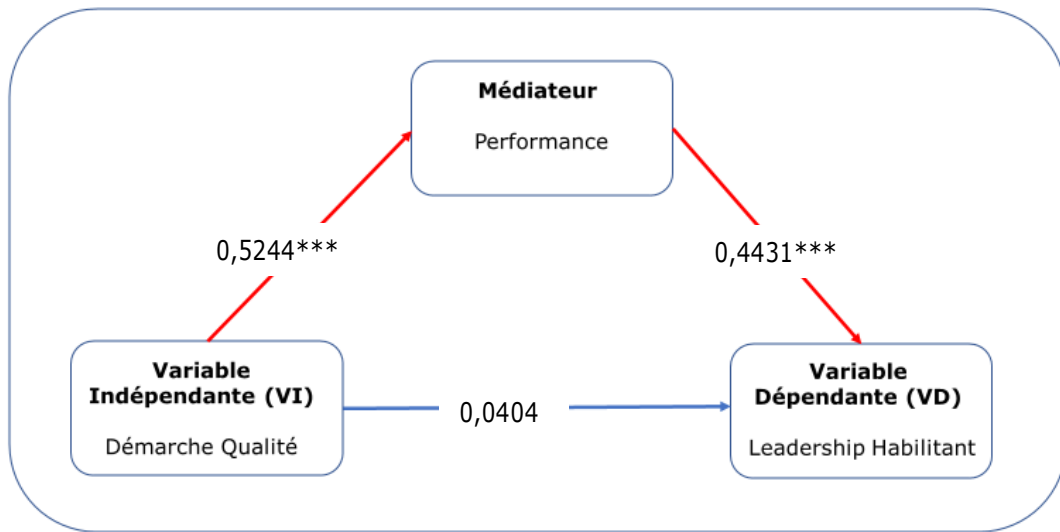 Médiateur
Performance
0,5244***
0,4431***
Variable
Indépendante (VI)
Démarche Qualité
0,0404
Variable
Dépendante (VD)
Leadership Habilitant